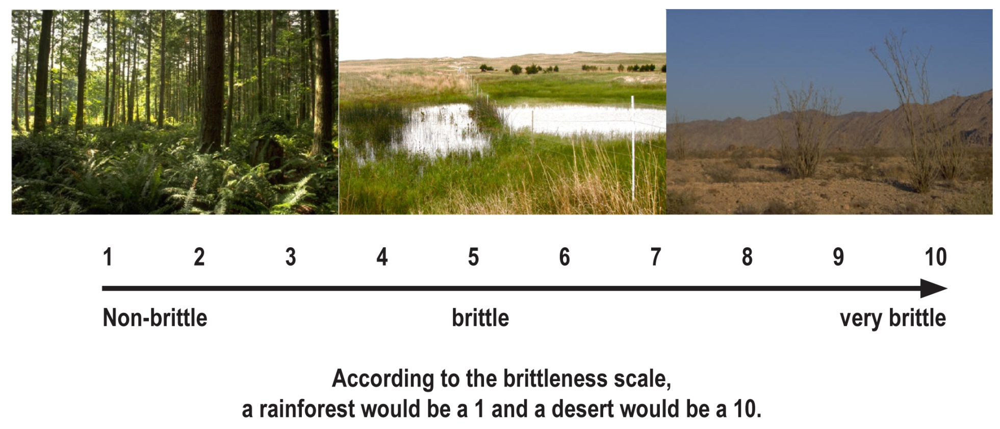 1 2 3 4 5 6 7 8 9 10
Non-brittle brittle very brittle
According to the brittleness scale,
a rainforest would be a 1 and a desert would be a 10.